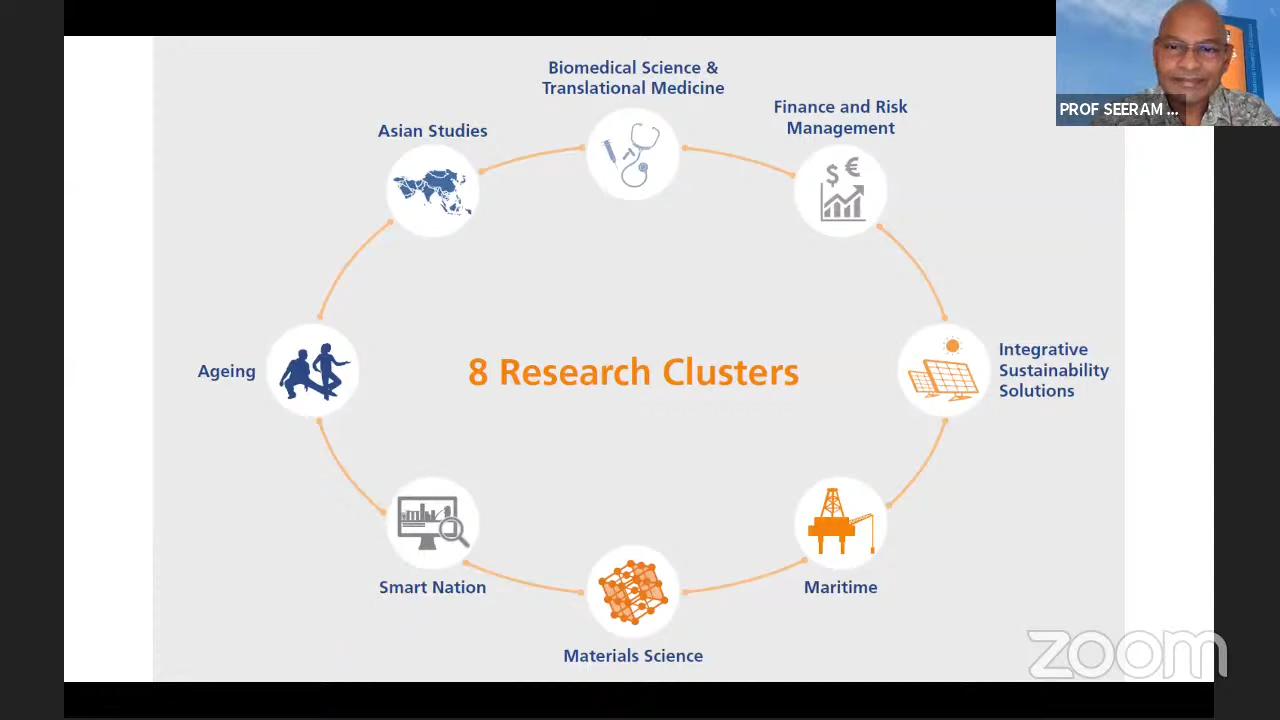 Biomedical Science &
Translational Medicine
Finance and Risk
Management
PROF SEERAM ...
Asian Studies
Integrative
Sustainability
Solutions
Ageing
8 Research Clusters
Smart Nation
Maritime
Materials Science
zoom